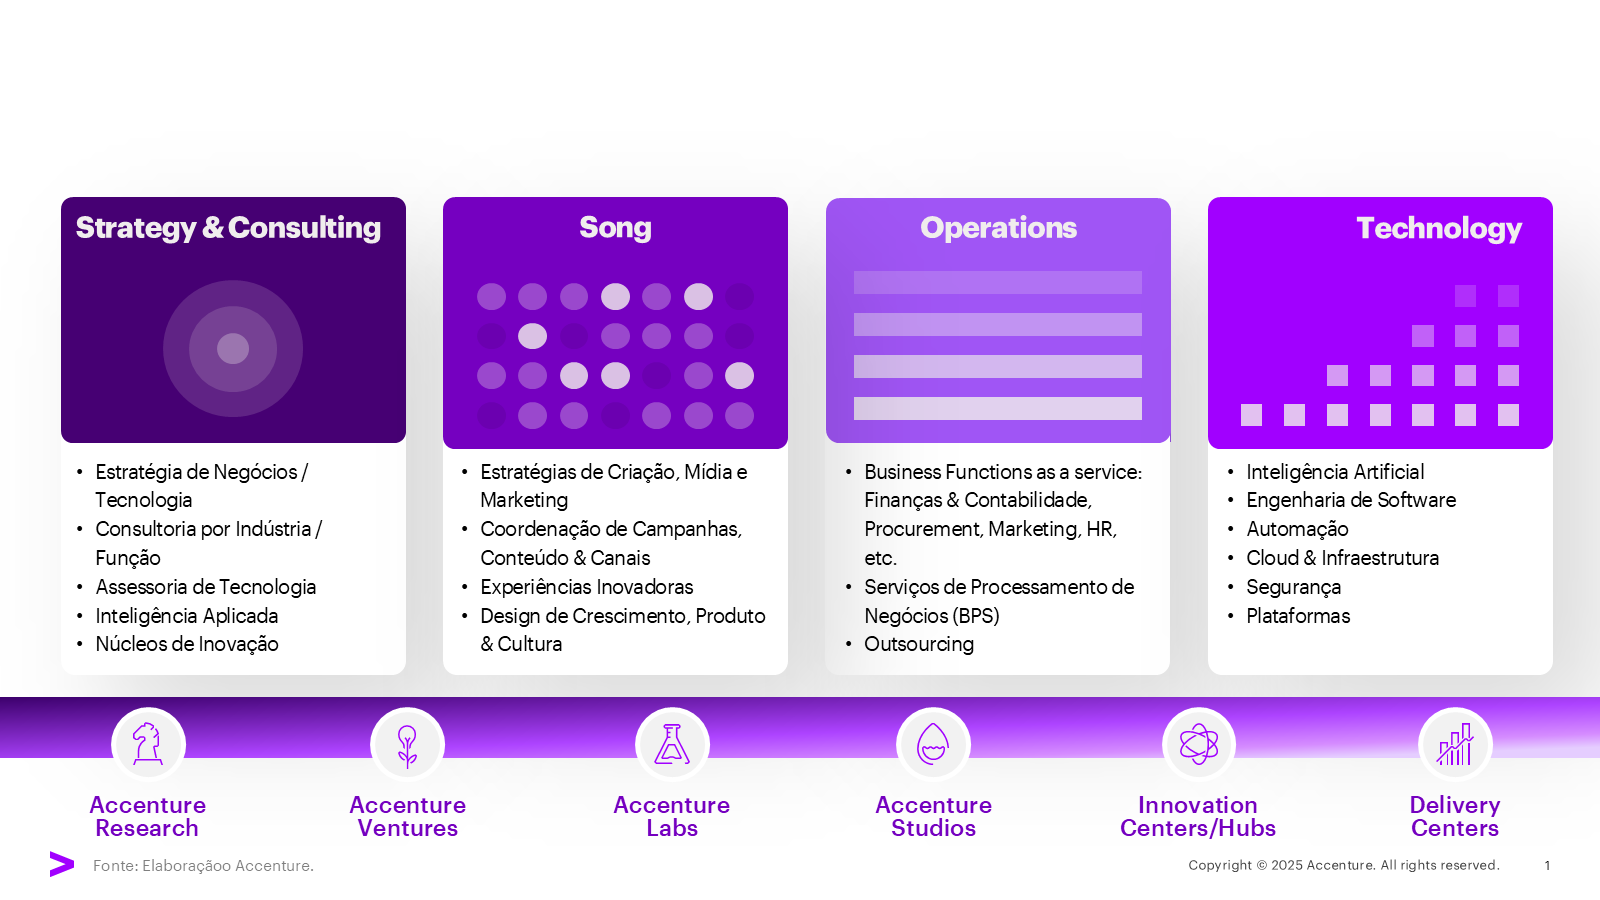 Strategy & Consulting
Song
Operations
Technology
• Estratégia de Negócios /
Tecnologia
• Consultoria por Indústria /
Função
• Assessoria de Tecnologia
• Inteligência Aplicada
• Núcleos de Inovação
• Estratégias de Criação, Mídia e
Marketing
• Coordenação de Campanhas,
Conteúdo & Canais
• Experiências Inovadoras
• Design de Crescimento, Produto
& Cultura
• Business Functions as a service:
Finanças & Contabilidade,
Procurement, Marketing, HR,
etc.
• Serviços de Processamento de
Negócios (BPS)
• Outsourcing
• Inteligência Artificial
• Engenharia de Software
• Automação
• Cloud & Infraestrutura
• Segurança
• Plataformas
Accenture
Research
Accenture
Ventures
Accenture
Labs
Accenture
Studios
Innovation
Centers/Hubs
Delivery
Centers
Fonte: Elaboraçãoo Accenture.
Copyright © 2025 Accenture. All rights reserved.
1